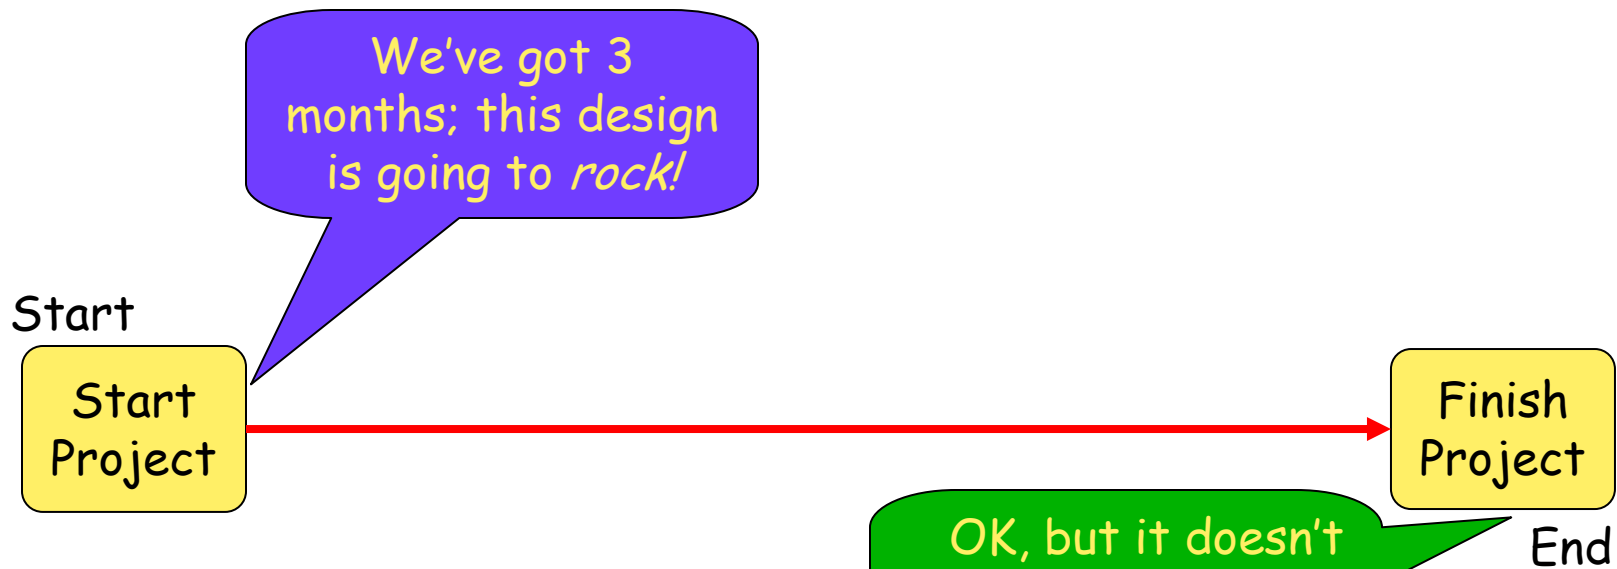 We've got 3
months; this design
is going to rock!
Start
Start
Project
Finish
Project
OK, but it doesn't
End